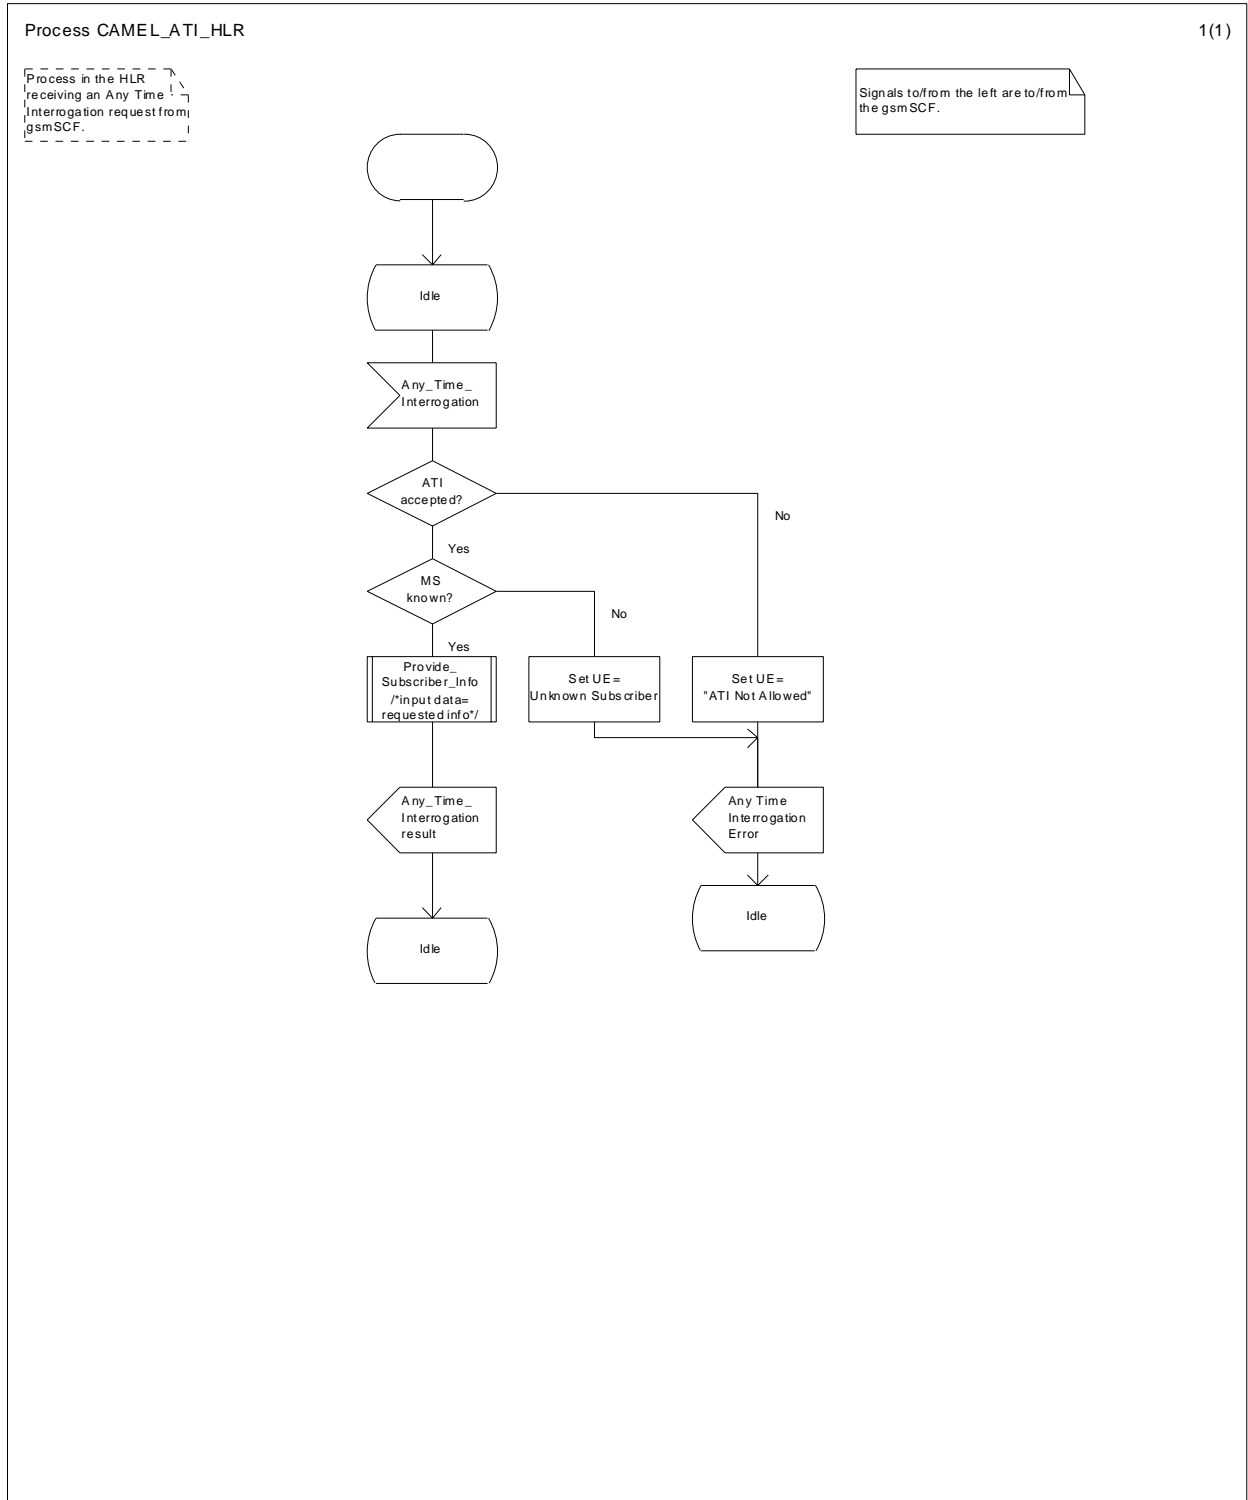 Process CAMEL_ATI_HLR
1(1)
Process in the HLR
receiving an Any Time
Interrogation request from
gsmSCF.
Signals to/from the left are to/from
the gsmSCF.
Idle
Any_Time_
Interrogation
ATI
accepted?
No
Yes
MS
known?
No
Yes
Provide_
Subscriber_Info
/*input data=
requested info*/
Set UE=
Unknown Subscriber
Set UE=
"ATI Not Allowed"
Any_Time_
Interrogation
result
Any Time
Interrogation
Error
Idle
Idle